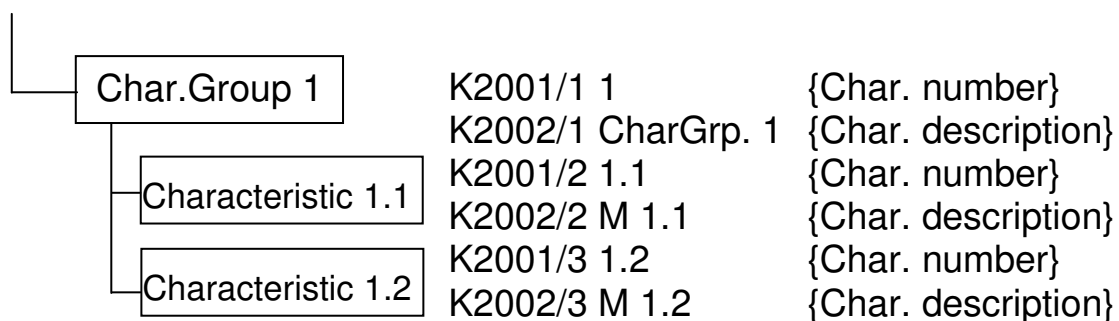 Char.Group 1 K2001/1 1 {Char. number}
K2002/1 CharGrp. 1 {Char. description}
Characteristic 1.1 K2001/2 1.1 {Char. number}
K2002/2 M 1.1 {Char. description}
Characteristic 1.2 K2001/3 1.2 {Char. number}
K2002/3 M 1.2 {Char. description}